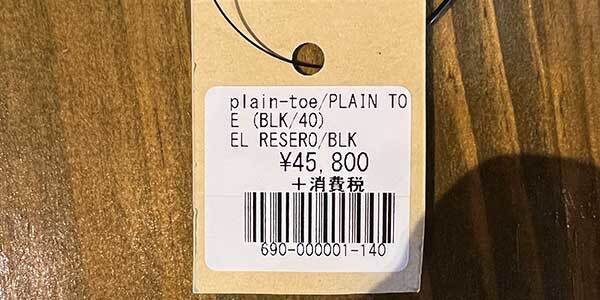 plain-toe/PLAIN TO
E (BLK/40)
EL RESERO/BLK
¥45,800
+消費税
690-000001-140